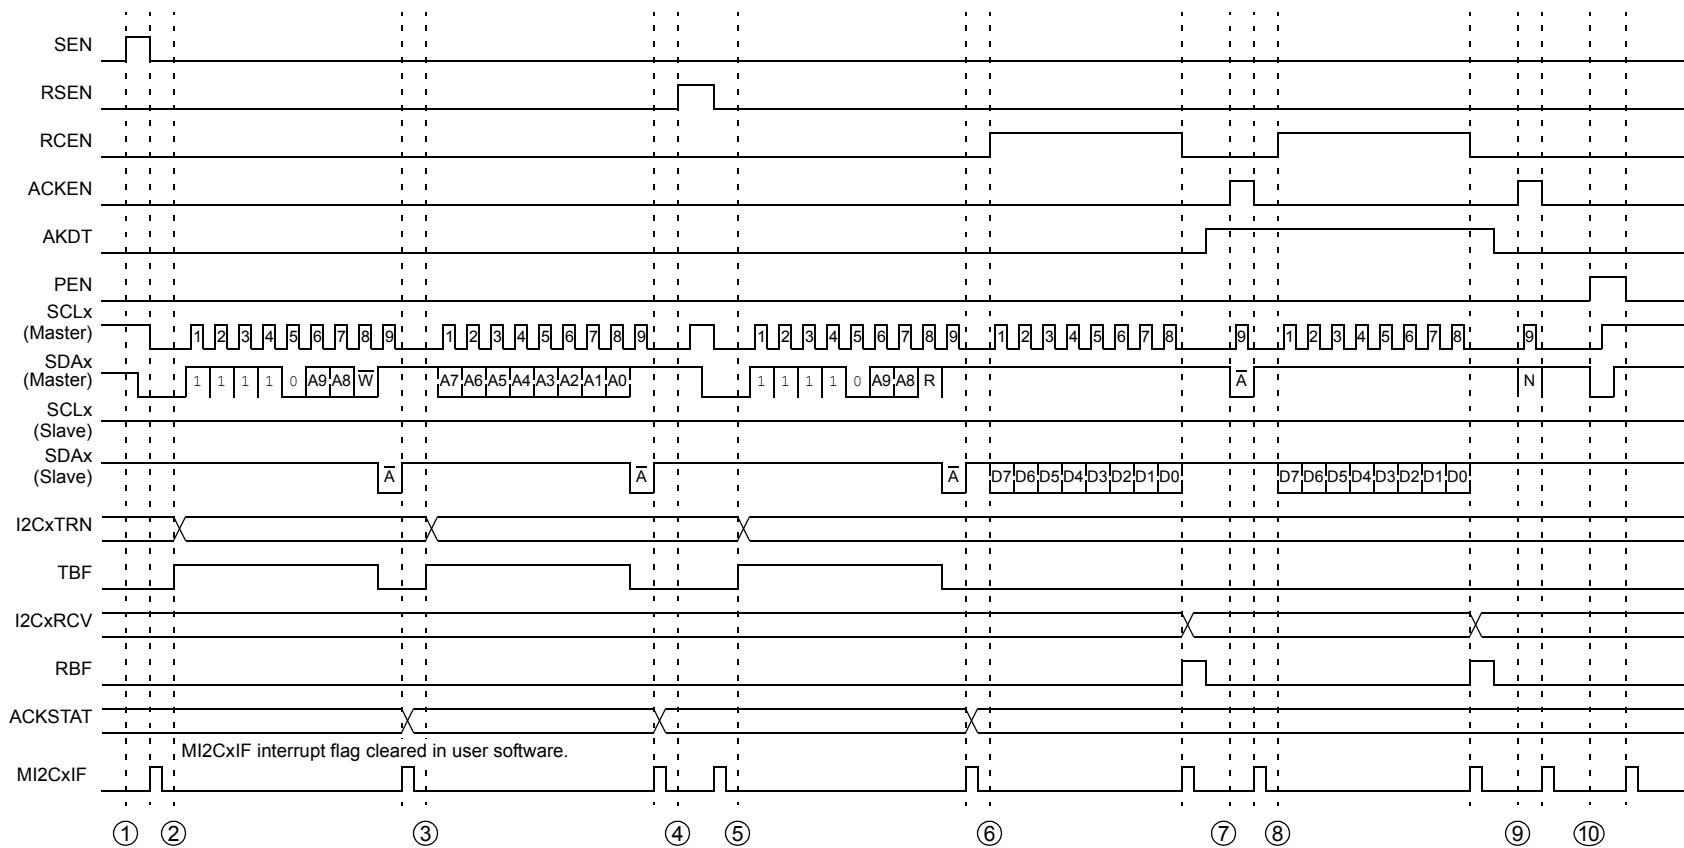 SEN
RSEN
RCEN
ACKEN
AKDT
PEN
SCLx
(Master)
1 2 3 4 5 6 7 8 9 1 2 3 4 5 6 7 8 9 1 2 3 4 5 6 7 8 9 1 2 3 4 5 6 7 8 9 1 2 3 4 5 6 7 8 9
SDAx
(Master)
1 1 1 1 0 A9 A8 W̅ A7 A6 A5 A4 A3 A2 A1 A0 1 1 1 1 0 A9 A8 R A̅ N
SCLx
(Slave)
SDAx
(Slave)
A̅ A̅ A̅ D7 D6 D5 D4 D3 D2 D1 D0 D7 D6 D5 D4 D3 D2 D1 D0
I2CxTRN
TBF
I2CxRCV
RBF
ACKSTAT
MI2CxIF interrupt flag cleared in user software.
MI2CxIF
① ② ③ ④ ⑤ ⑥ ⑦ ⑧ ⑨ ⑩